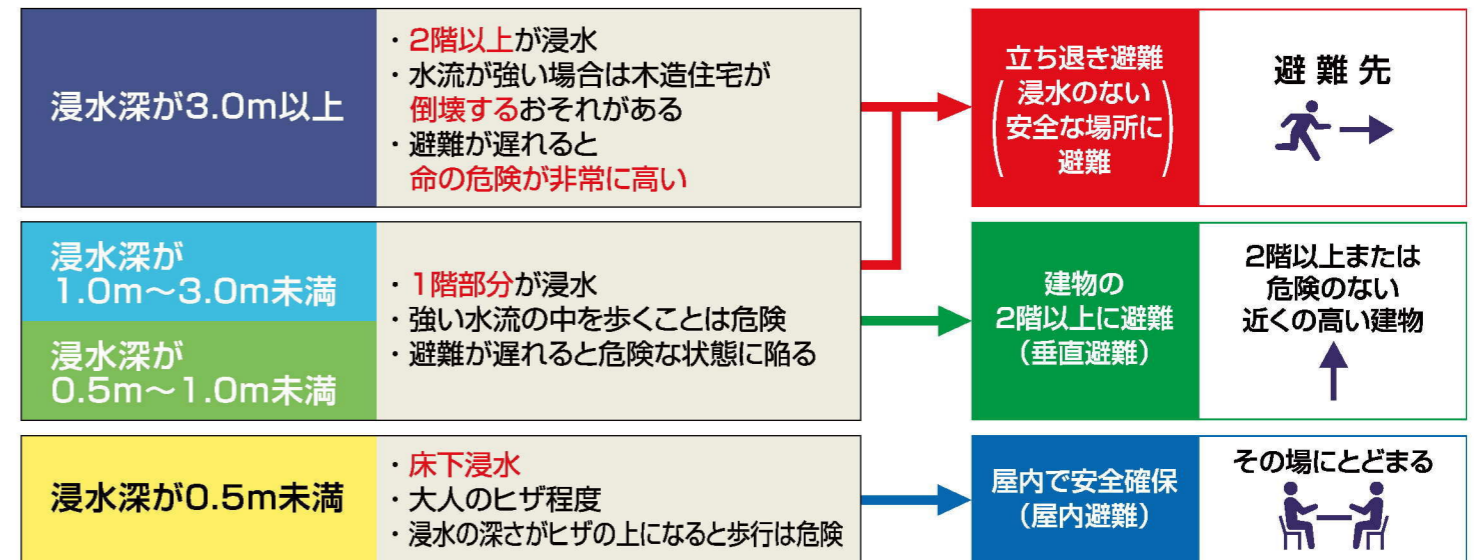 浸水深が3.0m以上
・2階以上が浸水
・水流が強い場合は木造住宅が
倒壊するおそれがある
・避難が遅れると
命の危険が非常に高い
立ち退き避難
(浸水のない
安全な場所に
避難)
避難先
浸水深が
1.0m～3.0m未満
浸水深が
0.5m～1.0m未満
・1階部分が浸水
・強い水流の中を歩くことは危険
・避難が遅れると危険な状態に陥る
建物の
2階以上に避難
(垂直避難)
2階以上または
危険のない
近くの高い建物
浸水深が0.5m未満
・床下浸水
・大人のヒザ程度
・浸水の深さがヒザの上になると歩行は危険
屋内で安全確保
(屋内避難)
その場にとどまる